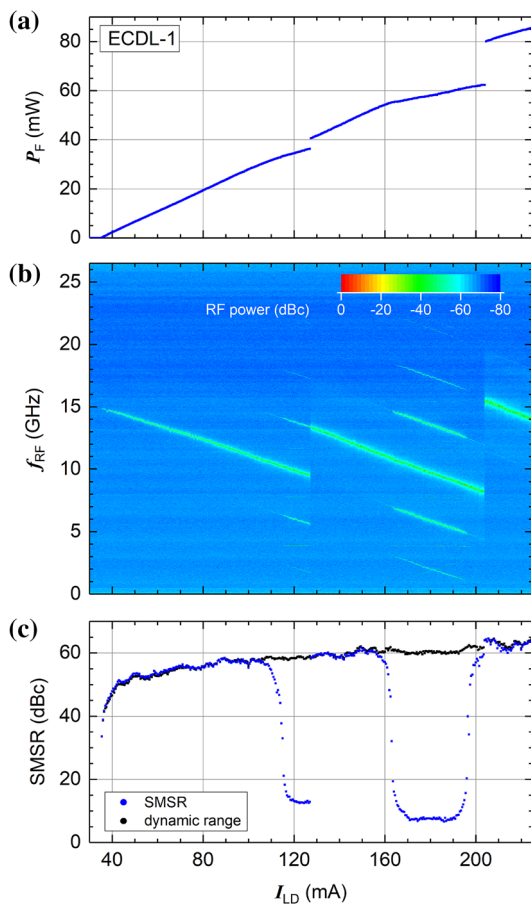 (a)
ECDL-1
80
60
40
20
0
P_F (mW)
(b)
RF power (dBc)
0 -20 -40 -60 -80
25
20
15
10
5
0
f_RF (GHz)
(c)
80
60
40
20
0
SMSR (dBc)
SMSR
dynamic range
40 80 120 160 200
I_LD (mA)